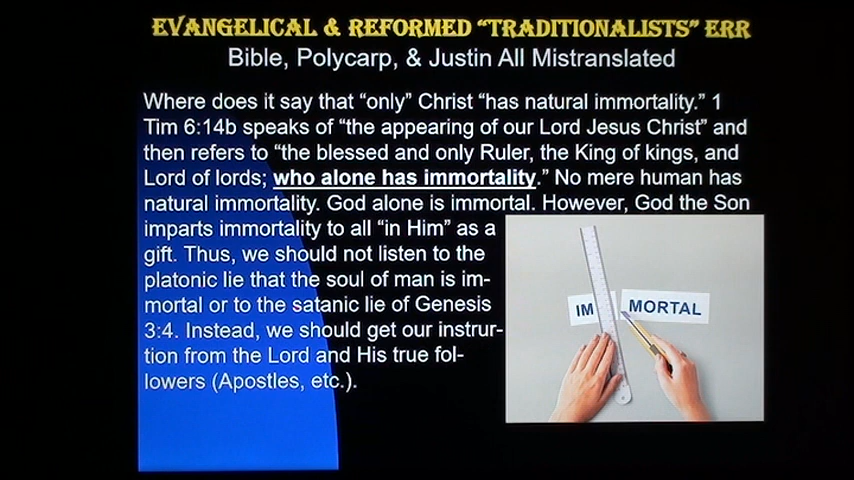 EVANGELICAL & REFORMED "TRADITIONALISTS" ERR
Bible, Polycarp, & Justin All Mistranslated
Where does it say that “only” Christ “has natural immortality.” 1
Tim 6:14b speaks of “the appearing of our Lord Jesus Christ” and
then refers to “the blessed and only Ruler, the King of kings, and
Lord of lords; who alone has immortality.” No mere human has
natural immortality. God alone is immortal. However, God the Son
imparts immortality to all “in Him” as a
gift. Thus, we should not listen to the
platonic lie that the soul of man is im-
mortal or to the satanic lie of Genesis
3:4. Instead, we should get our instrur-
tion from the Lord and His true fol-
lowers (Apostles, etc.).
IM MORTAL